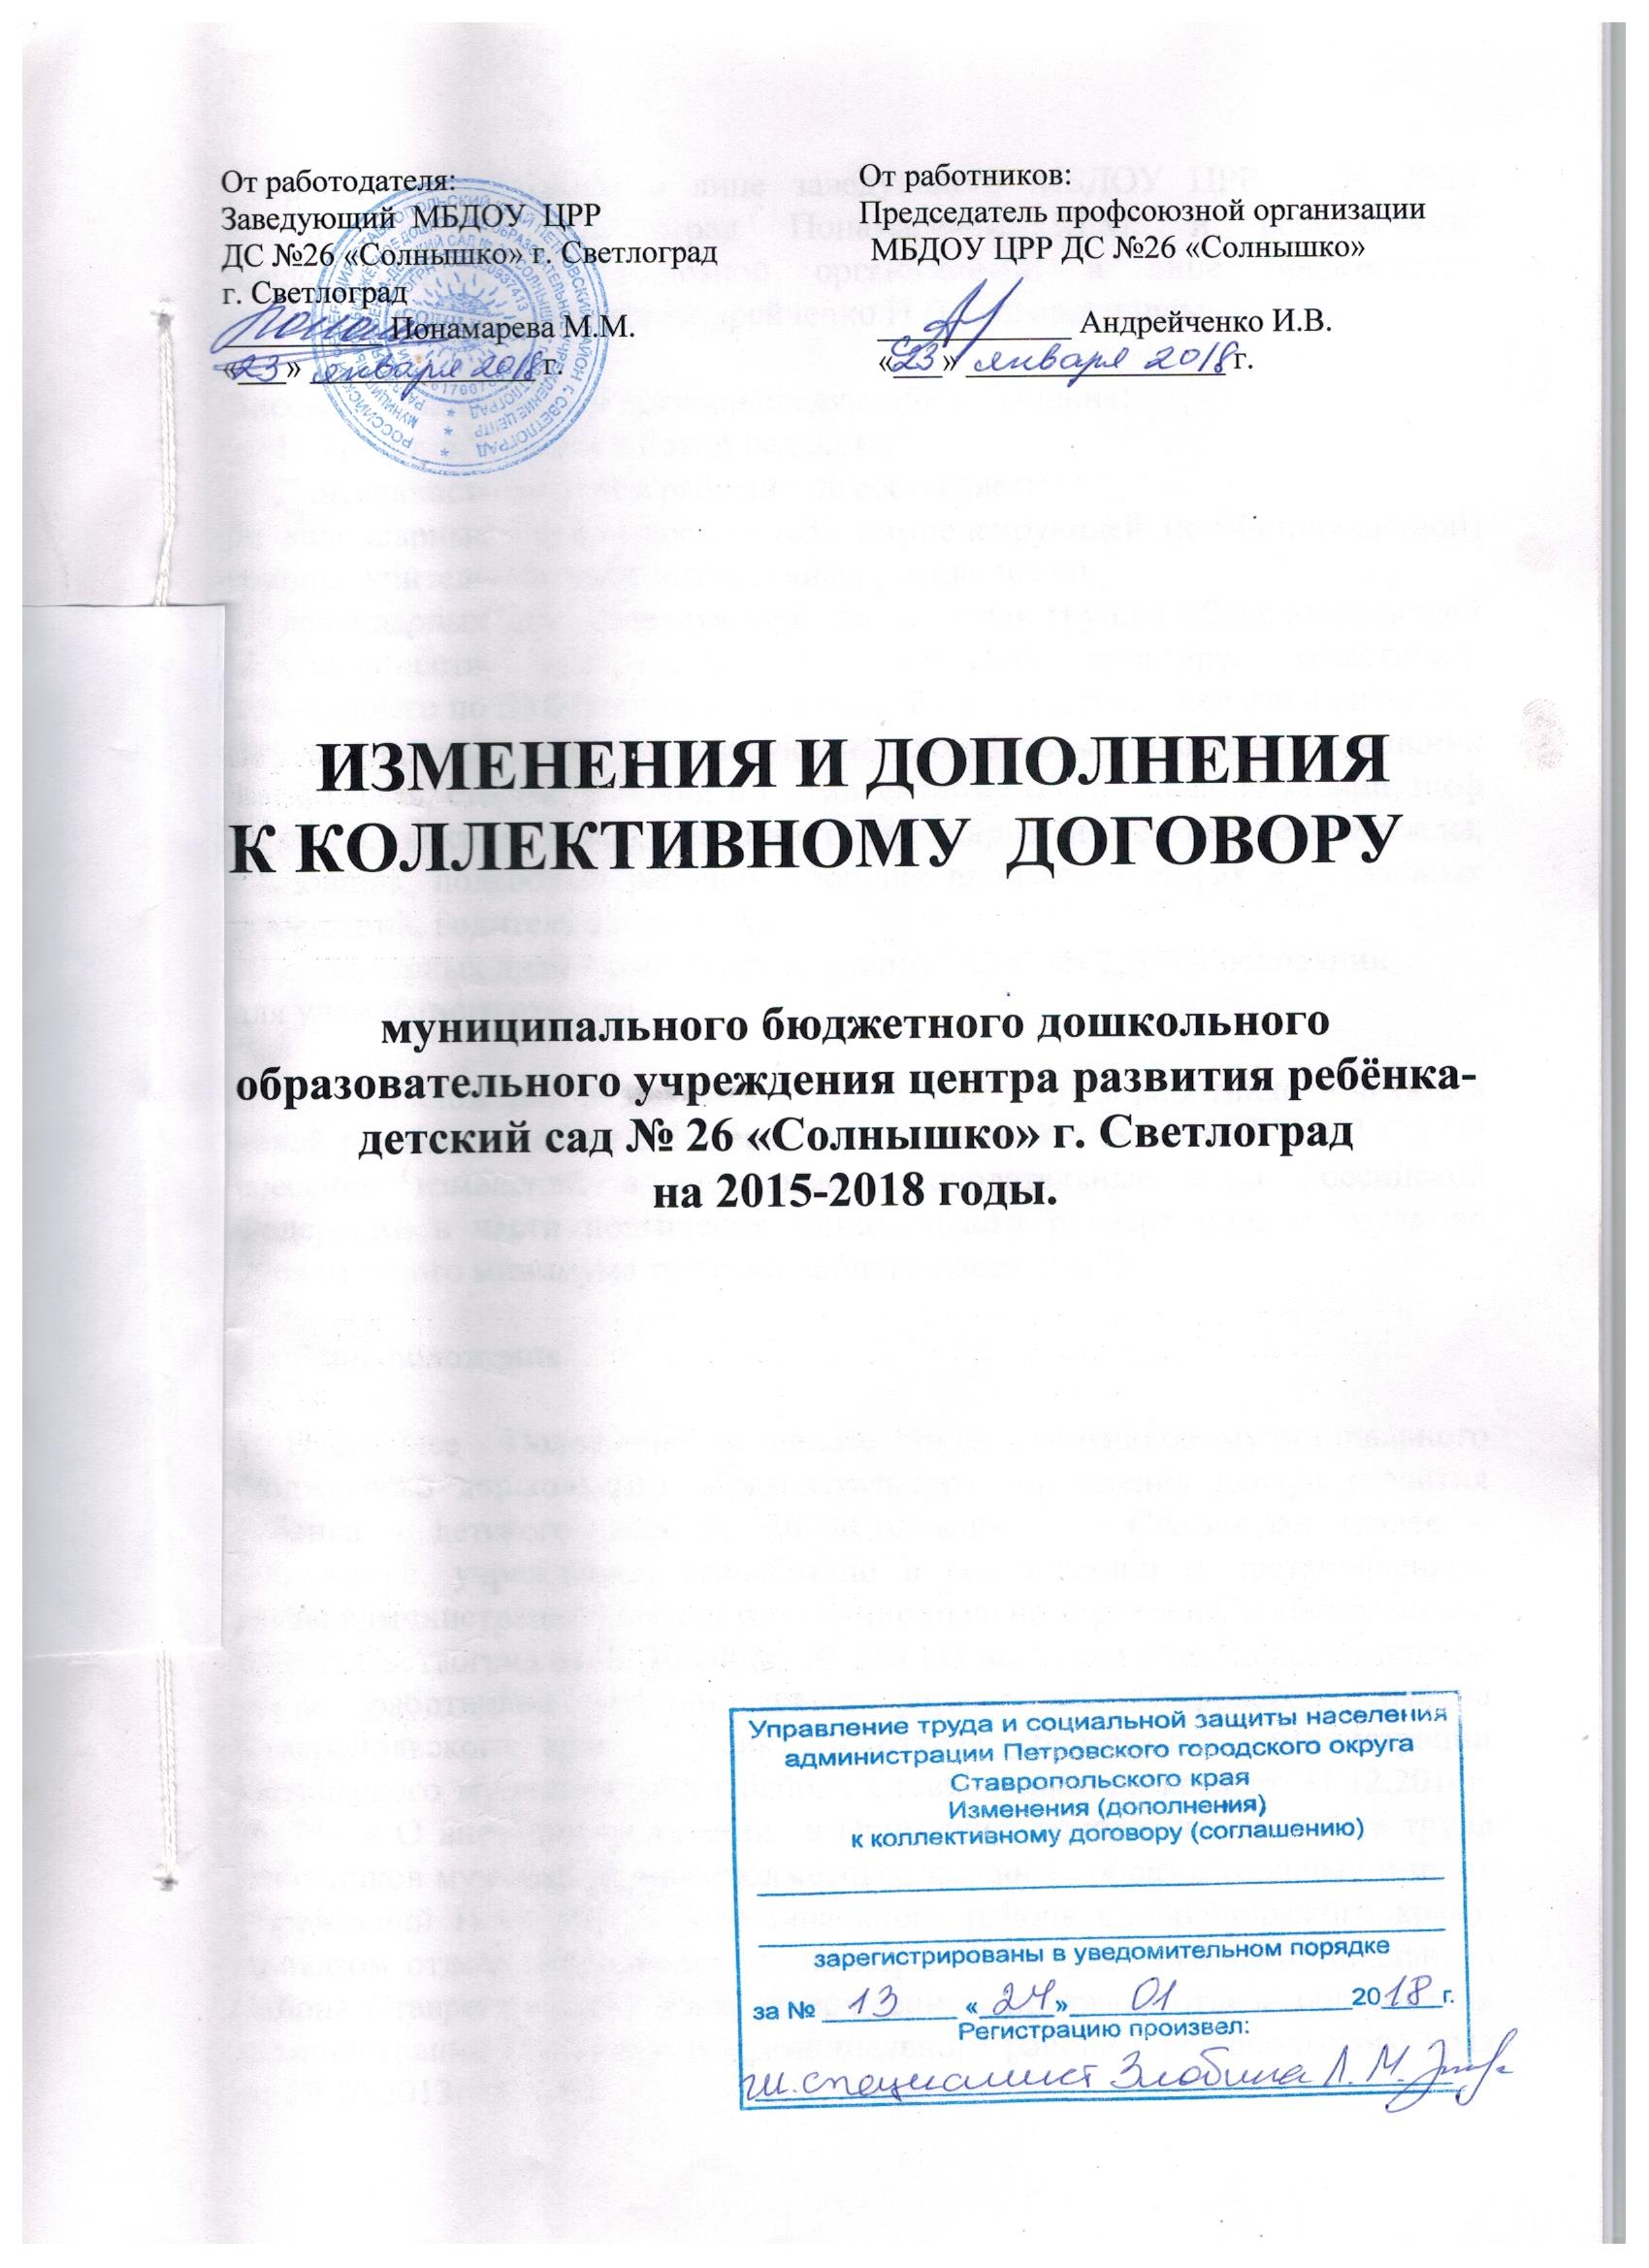 От работодателя:
Заведующий МБДОУ ЦРР
ДС №26 «Солнышко» г. Светлоград
г. Светлоград
Понамарева М.М.
«23» января 2018 г.
От работников:
Председатель профсоюзной организации
МБДОУ ЦРР ДС №26 «Солнышко»
Андрейченко И.В.
«23» января 2018 г.
ИЗМЕНЕНИЯ И ДОПОЛНЕНИЯ
К КОЛЛЕКТИВНОМУ ДОГОВОРУ
муниципального бюджетного дошкольного
образовательного учреждения центра развития ребёнка-
детский сад № 26 «Солнышко» г. Светлоград
на 2015-2018 годы.
Управление труда и социальной защиты населения
администрации Петровского городского округа
Ставропольского края
Изменения (дополнения)
к коллективному договору (соглашению)
зарегистрированы в уведомительном порядке
за № 13 «24» 01 2018 г.
Регистрацию произвел:
гл. специалист Злобина Л. М.